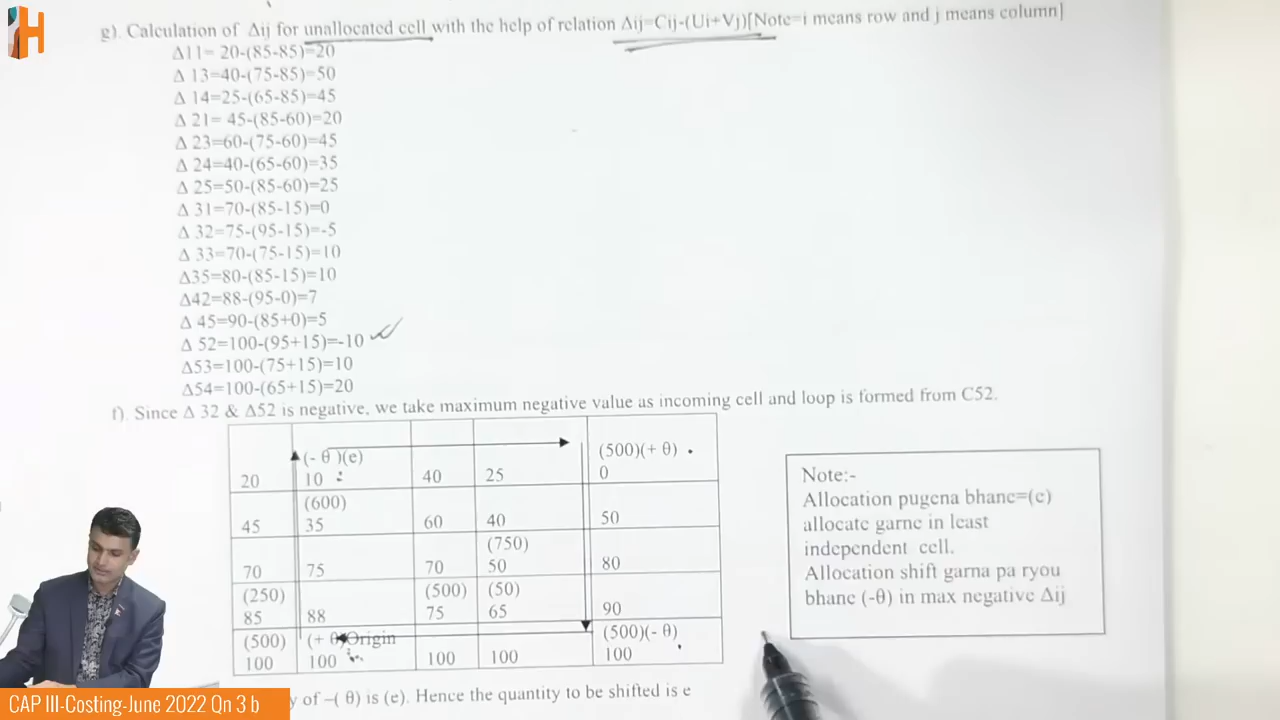 H
g). Calculation of Δij for unallocated cell with the help of relation Δij=Cij-(Ui+Vj)[Note=i means row and j means column]
Δ11= 20-(85-85)=20
Δ 13=40-(75-85)=50
Δ 14=25-(65-85)=45
Δ 21= 45-(85-60)=20
Δ 23=60-(75-60)=45
Δ 24=40-(65-60)=35
Δ 25=50-(85-60)=25
Δ 31=70-(85-15)=0
Δ 32=75-(95-15)=-5
Δ 33=70-(75-15)=10
Δ35=80-(85-15)=10
Δ42=88-(95-0)=7
Δ 45=90-(85+0)=5
Δ 52=100-(95+15)=-10
Δ53=100-(75+15)=10
Δ54=100-(65+15)=20
f). Since Δ 32 & Δ52 is negative, we take maximum negative value as incoming cell and loop is formed from C52.
(- θ )(e) (500)(+ θ)
20 10 40 25 0
(600)
45 35 60 40 50
(750)
70 75 70 50 80
(250) (500) (50)
85 88 75 65 90
(500) (+ θ) Origin (500)(- θ)
100 100 100 100 100
Note:-
Allocation pugena bhane=(e)
allocate garne in least
independent cell.
Allocation shift garna pa ryou
bhane (-θ) in max negative Δij
y of –( θ) is (e). Hence the quantity to be shifted is e
CAP III-Costing-June 2022 Qn 3 b